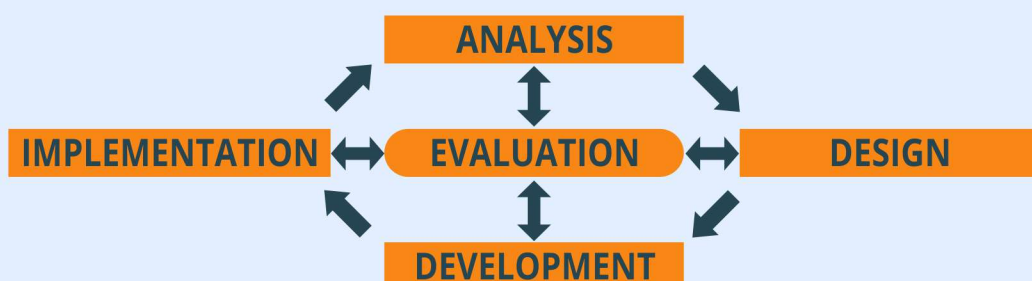 ANALYSIS
IMPLEMENTATION
EVALUATION
DESIGN
DEVELOPMENT